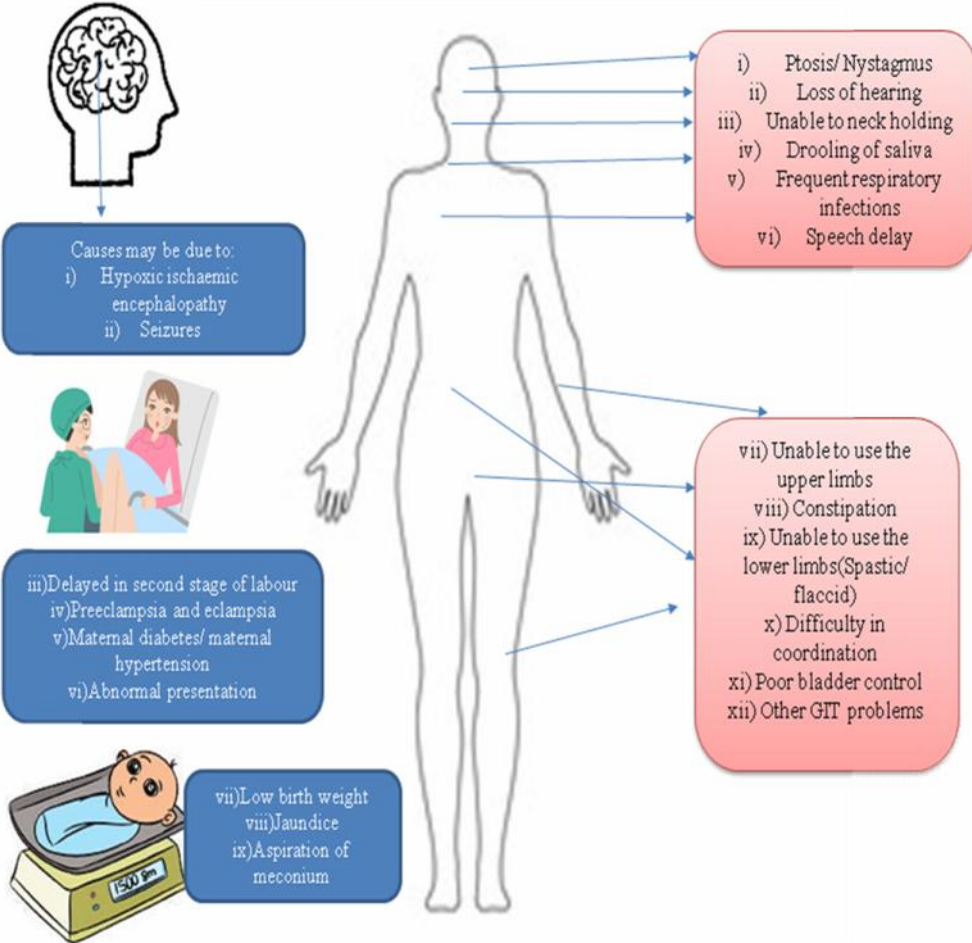 Causes may be due to:
i) Hypoxic ischaemic
encephalopathy
ii) Seizures
iii)Delayed in second stage of labour
iv)Preeclampsia and eclampsia
v)Maternal diabetes/ maternal
hypertension
vi)Abnormal presentation
1500 gm
vii)Low birth weight
viii)Jaundice
ix)Aspiration of
meconium
i) Ptosis/ Nystagmus
ii) Loss of hearing
iii) Unable to neck holding
iv) Drooling of saliva
v) Frequent respiratory
infections
vi) Speech delay
vii) Unable to use the
upper limbs
viii) Constipation
ix) Unable to use the
lower limbs(Spastic/
flaccid)
x) Difficulty in
coordination
xi) Poor bladder control
xii) Other GIT problems